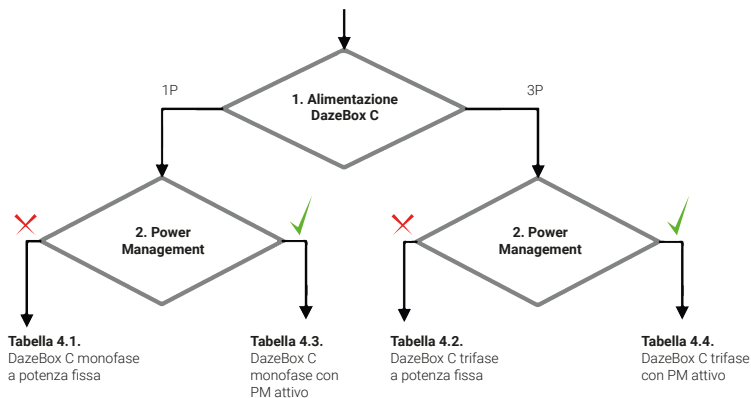 1P
1. Alimentazione
DazeBox C
3P
2. Power
Management
2. Power
Management
Tabella 4.1.
DazeBox C monofase
a potenza fissa
Tabella 4.3.
DazeBox C
monofase con
PM attivo
Tabella 4.2.
DazeBox C trifase
a potenza fissa
Tabella 4.4.
DazeBox C trifase
con PM attivo